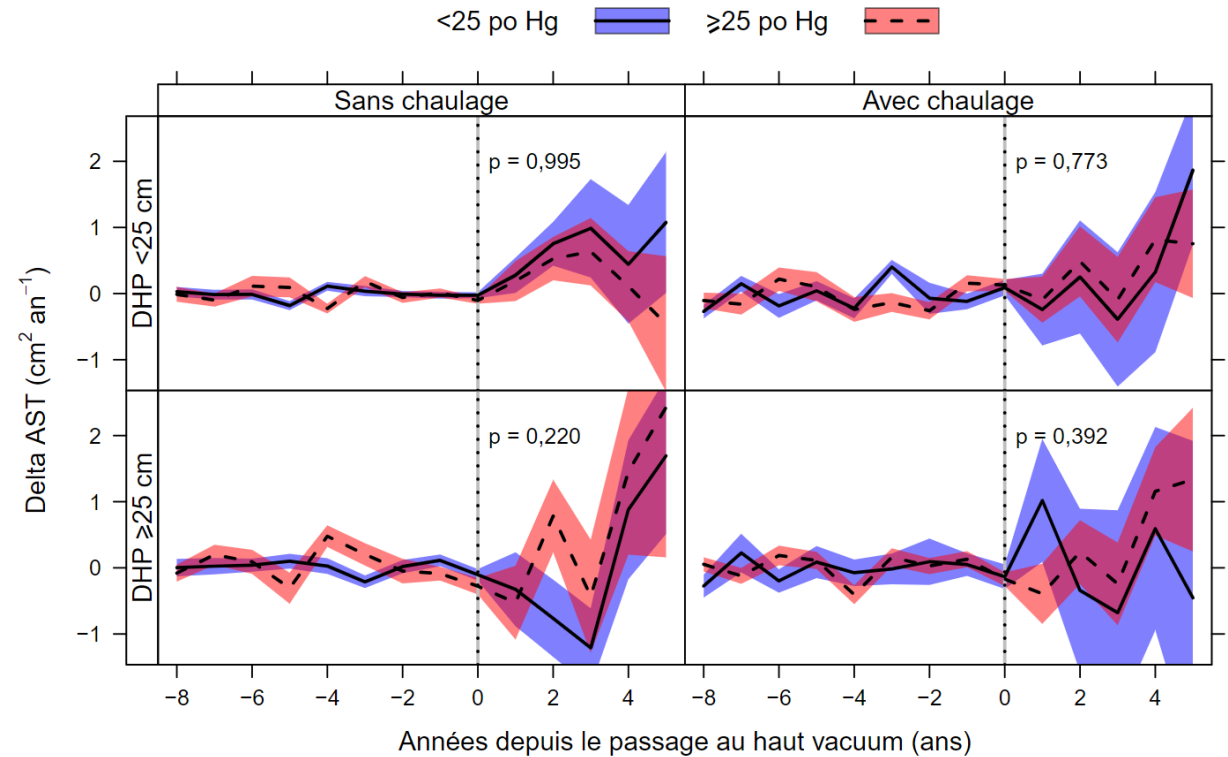 <25 po Hg ⩾25 po Hg
Sans chaulage Avec chaulage
DHP <25 cm
2
1
0
−1
p = 0,995 p = 0,773
DHP ≥25 cm
2
1
0
−1
p = 0,220 p = 0,392
Delta AST (cm² an⁻¹)
−8 −6 −4 −2 0 2 4 −8 −6 −4 −2 0 2 4
Années depuis le passage au haut vacuum (ans)